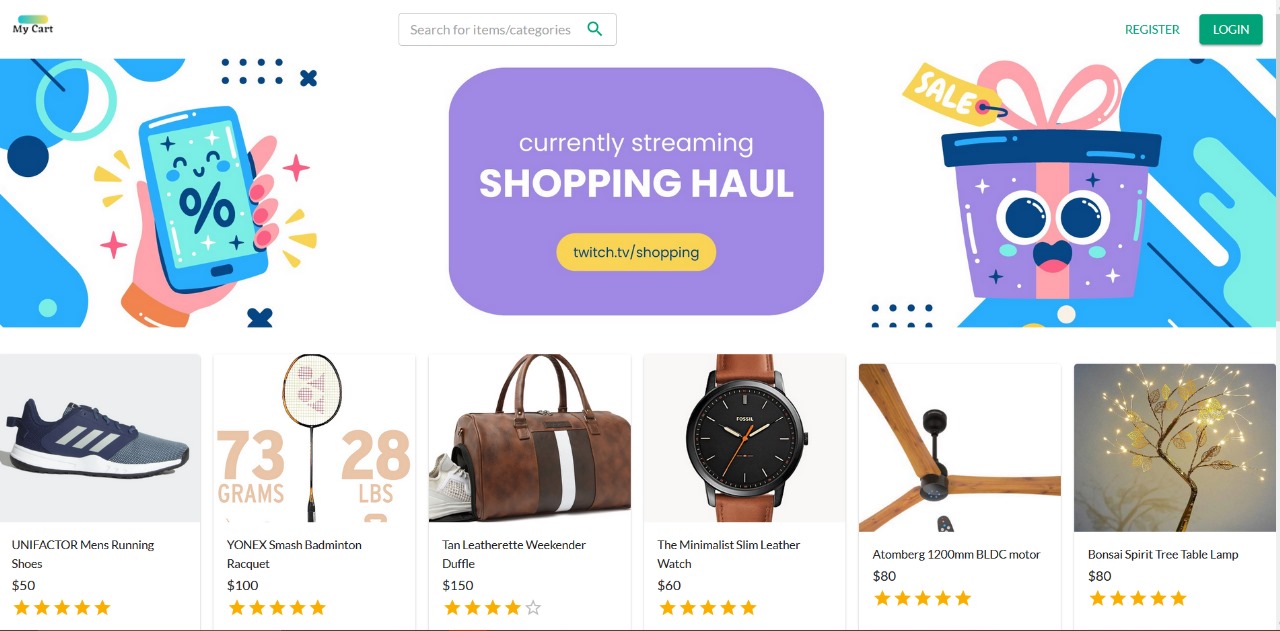 My Cart
Search for items/categories
REGISTER
LOGIN
%
currently streaming
SHOPPING HAUL
twitch.tv/shopping
SALE
73
GRAMS
28
LBS
FOSSIL
UNIFACTOR Mens Running
Shoes
$50
YONEX Smash Badminton
Racquet
$100
Tan Leatherette Weekender
Duffle
$150
The Minimalist Slim Leather
Watch
$60
Atomberg 1200mm BLDC motor
$80
Bonsai Spirit Tree Table Lamp
$80